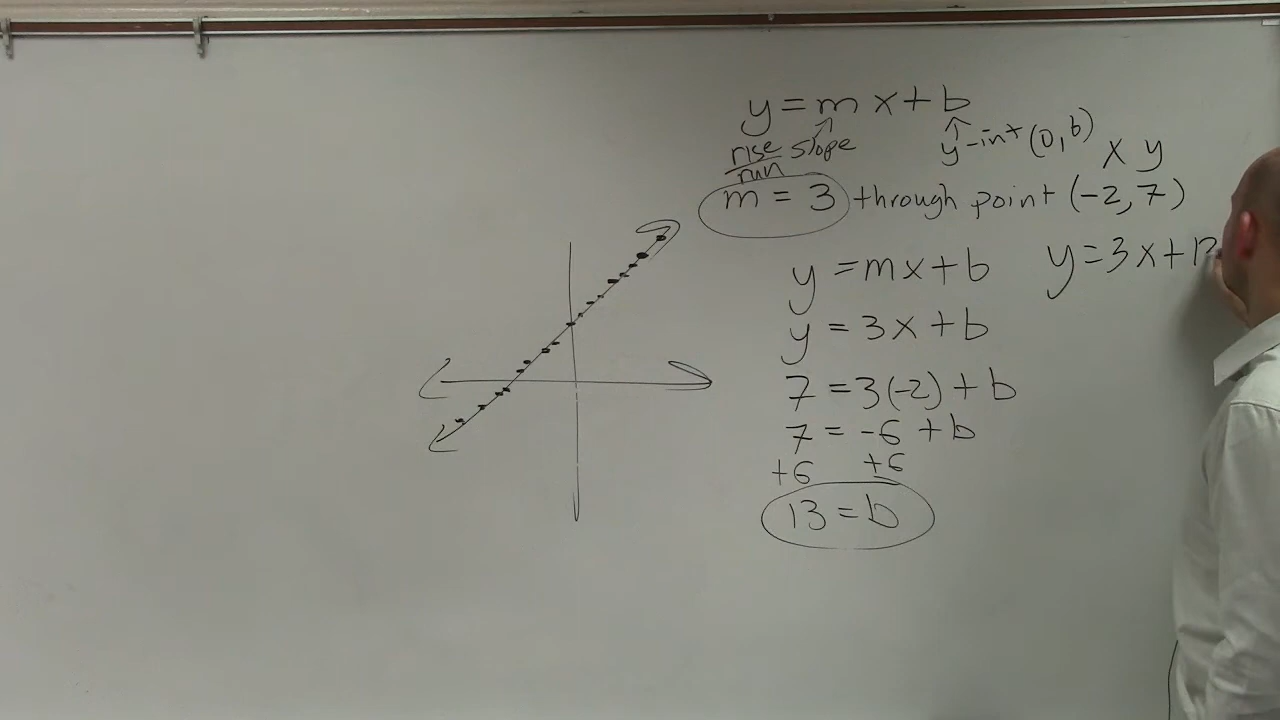 y = mx + b
rise/run slope y-int (0, b) x y
m = 3 through point (-2, 7)
y = mx + b y = 3x + 13
y = 3x + b
7 = 3(-2) + b
7 = -6 + b
+6 +6
13 = b